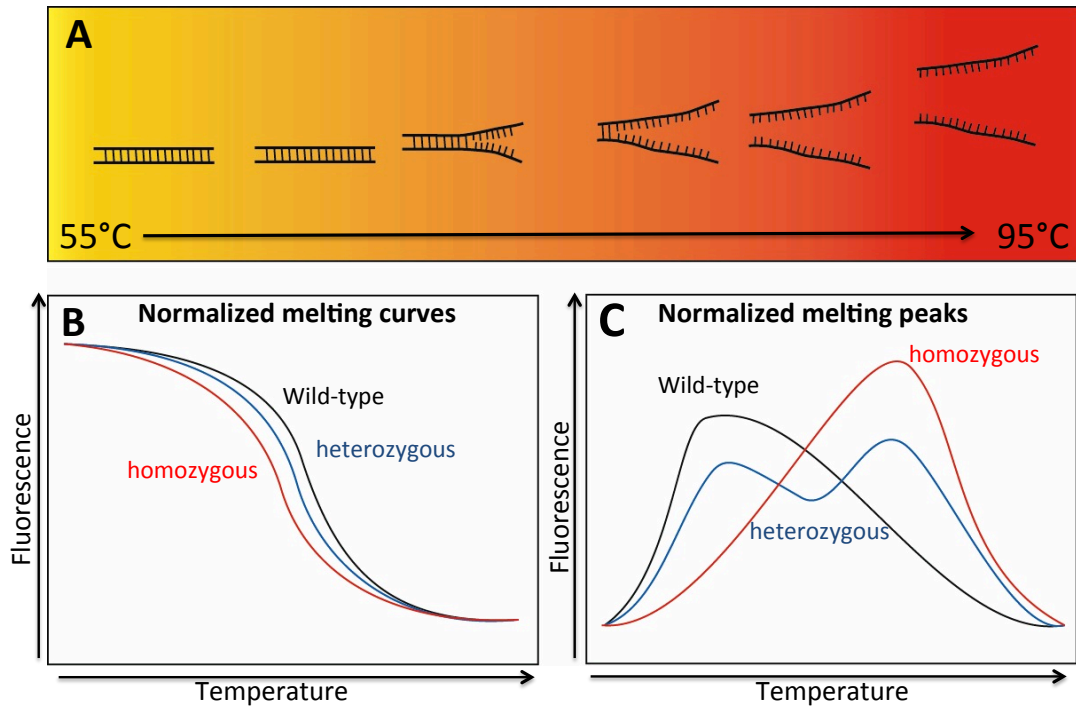 A
55°C
95°C
B
Normalized melting curves
Wild-type
heterozygous
homozygous
Fluorescence
Temperature
C
Normalized melting peaks
homozygous
Wild-type
heterozygous
Fluorescence
Temperature